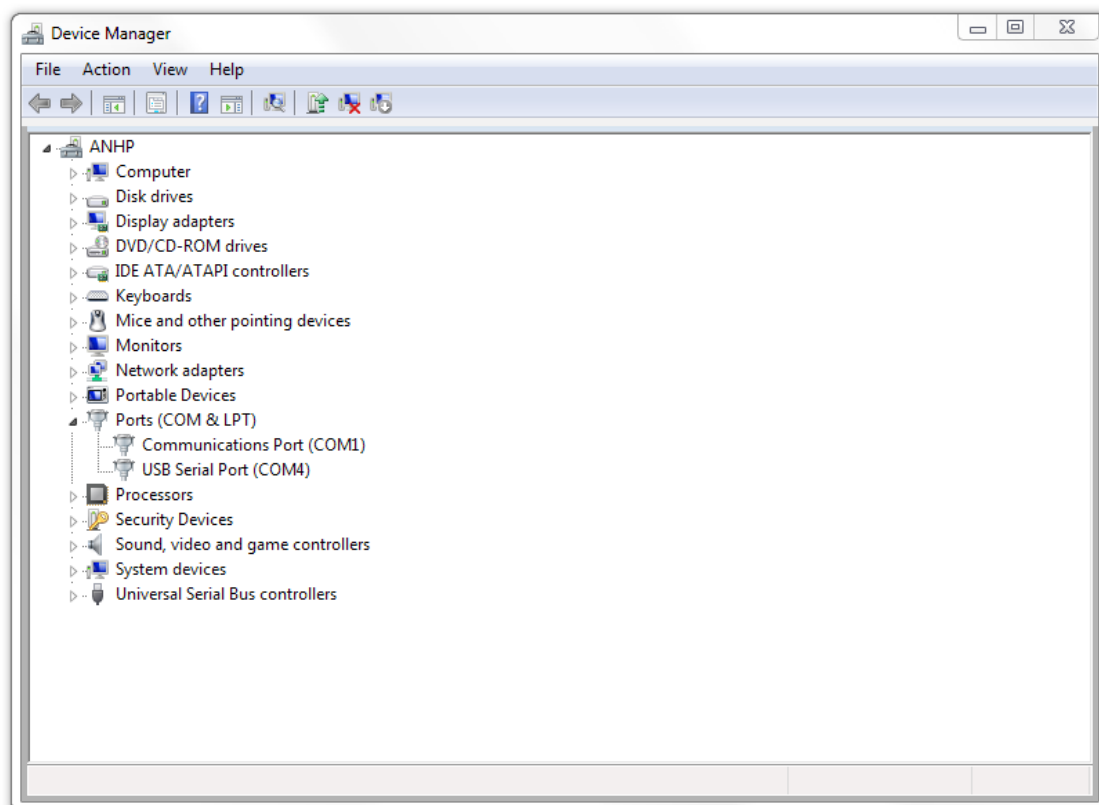 Device Manager
File Action View Help
?
ANHP
Computer
Disk drives
Display adapters
DVD/CD-ROM drives
IDE ATA/ATAPI controllers
Keyboards
Mice and other pointing devices
Monitors
Network adapters
Portable Devices
Ports (COM & LPT)
Communications Port (COM1)
USB Serial Port (COM4)
Processors
Security Devices
Sound, video and game controllers
System devices
Universal Serial Bus controllers